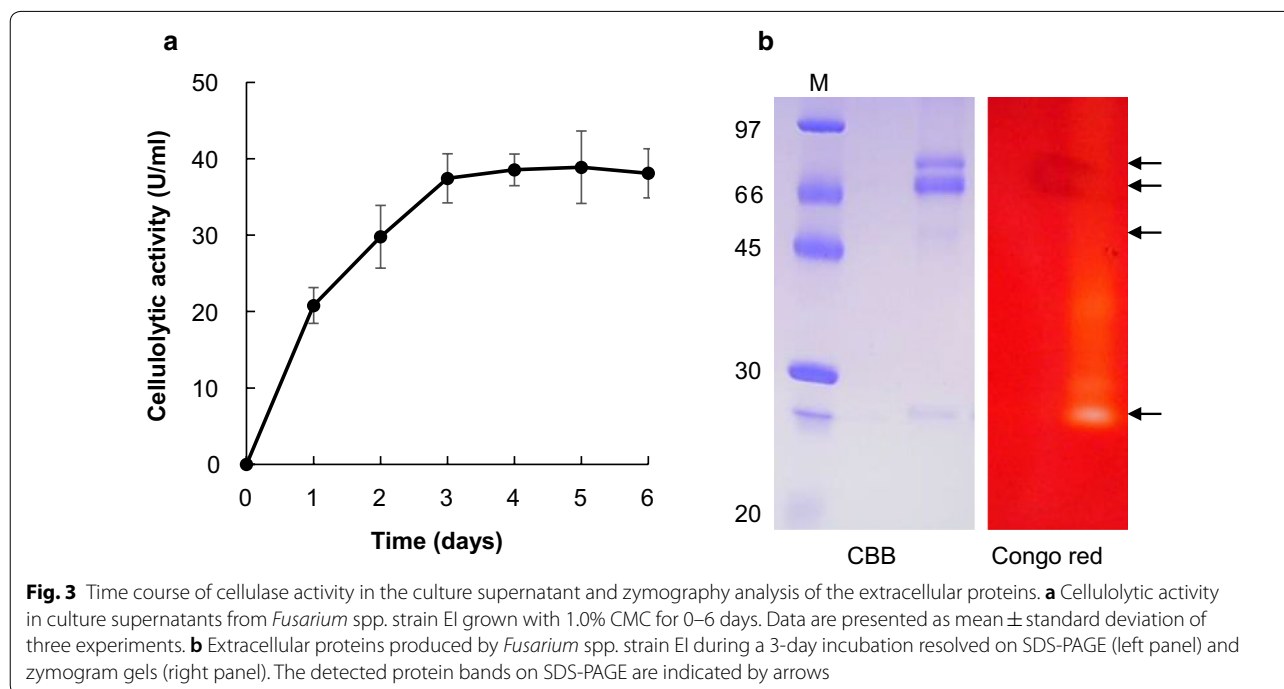 a
50
40
30
20
10
0
Cellulolytic activity (U/ml)
0 1 2 3 4 5 6
Time (days)
b
M
97
66
45
30
20
CBB Congo red
Fig. 3 Time course of cellulase activity in the culture supernatant and zymography analysis of the extracellular proteins. a Cellulolytic activity
in culture supernatants from Fusarium spp. strain EI grown with 1.0% CMC for 0–6 days. Data are presented as mean ± standard deviation of
three experiments. b Extracellular proteins produced by Fusarium spp. strain EI during a 3-day incubation resolved on SDS-PAGE (left panel) and
zymogram gels (right panel). The detected protein bands on SDS-PAGE are indicated by arrows